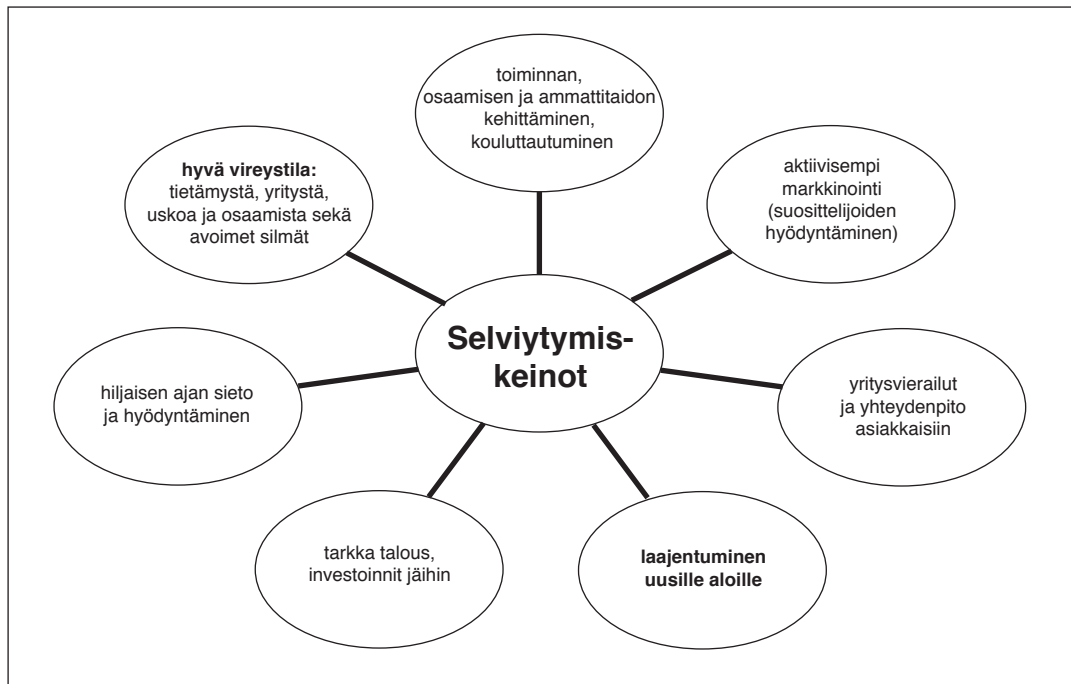 toiminnan,
osaamisen ja ammattitaidon
kehittäminen,
kouluttautuminen
hyvä vireystila:
tietämystä, yritystä,
uskoa ja osaamista sekä
avoimet silmät
aktiivisempi
markkinointi
(suosittelijoiden
hyödyntäminen)
Selviytymis-
keinot
hiljaisen ajan sieto
ja hyödyntäminen
yritysvierailut
ja yhteydenpito
asiakkaisiin
tarkka talous,
investoinnit jäihin
laajentuminen
uusille aloille